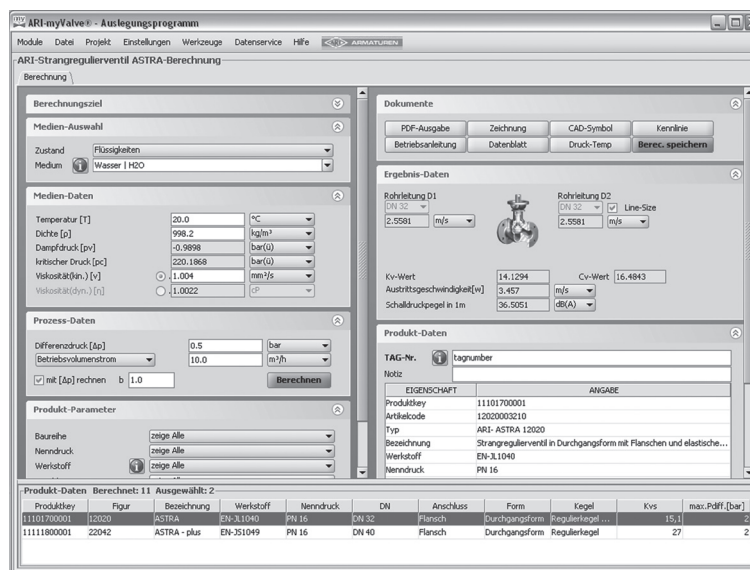 my ARI-myValve® - Auslegungsprogramm
Module Datei Projekt Einstellungen Werkzeuge Datenservice Hilfe ARI ARMATUREN
ARI-Strangregulierventil ASTRA-Berechnung
Berechnung
Berechnungsziel
Medien-Auswahl
Zustand Flüssigkeiten
Medium Wasser | H2O
Medien-Daten
Temperatur [T] 20.0 °C
Dichte [ρ] 998.2 kg/m³
Dampfdruck [pv] -0.9898 bar(ü)
kritischer Druck [pc] 220.1868 bar(ü)
Viskosität(kin.) [v] 1.004 mm²/s
Viskosität(dyn.) [η] 1.0022 cP
Prozess-Daten
Differenzdruck [Δp] 0.5 bar
Betriebsvolumenstrom 10.0 m³/h
mit [Δp] rechnen b 1.0 Berechnen
Produkt-Parameter
Baureihe zeige Alle
Nenndruck zeige Alle
Werkstoff zeige Alle
Dokumente
PDF-Ausgabe Zeichnung CAD-Symbol Kennlinie
Betriebsanleitung Datenblatt Druck-Temp Berec. speichern
Ergebnis-Daten
Rohrleitung D1 Rohrleitung D2
DN 32 DN 32 Line-Size
2.5581 m/s 2.5581 m/s
Kv-Wert 14.1294 Cv-Wert 16.4843
Austrittsgeschwindigkeit[w] 3.457 m/s
Schalldruckpegel in 1m 36.5051 dB(A)
Produkt-Daten
TAG-Nr. tagnumber
Notiz
EIGENSCHAFT ANGABE
Produktkey 11101700001
Artikelcode 12020003210
Typ ARI- ASTRA 12020
Bezeichnung Strangregulierventil in Durchgangsform mit Flanschen und elastische...
Werkstoff EN-JL1040
Nenndruck PN 16
Produkt-Daten Berechnet: 11 Ausgewählt: 2
Produktkey Figur Bezeichnung Werkstoff Nenndruck DN Anschluss Form Kegel Kvs max.Pdiff.[bar]
11101700001 12020 ASTRA EN-JL1040 PN 16 DN 32 Flansch Durchgangsform Regulierkegel ... 15,1 2
11111800001 22042 ASTRA - plus EN-JS1049 PN 16 DN 40 Flansch Durchgangsform Regulierkegel 27 2